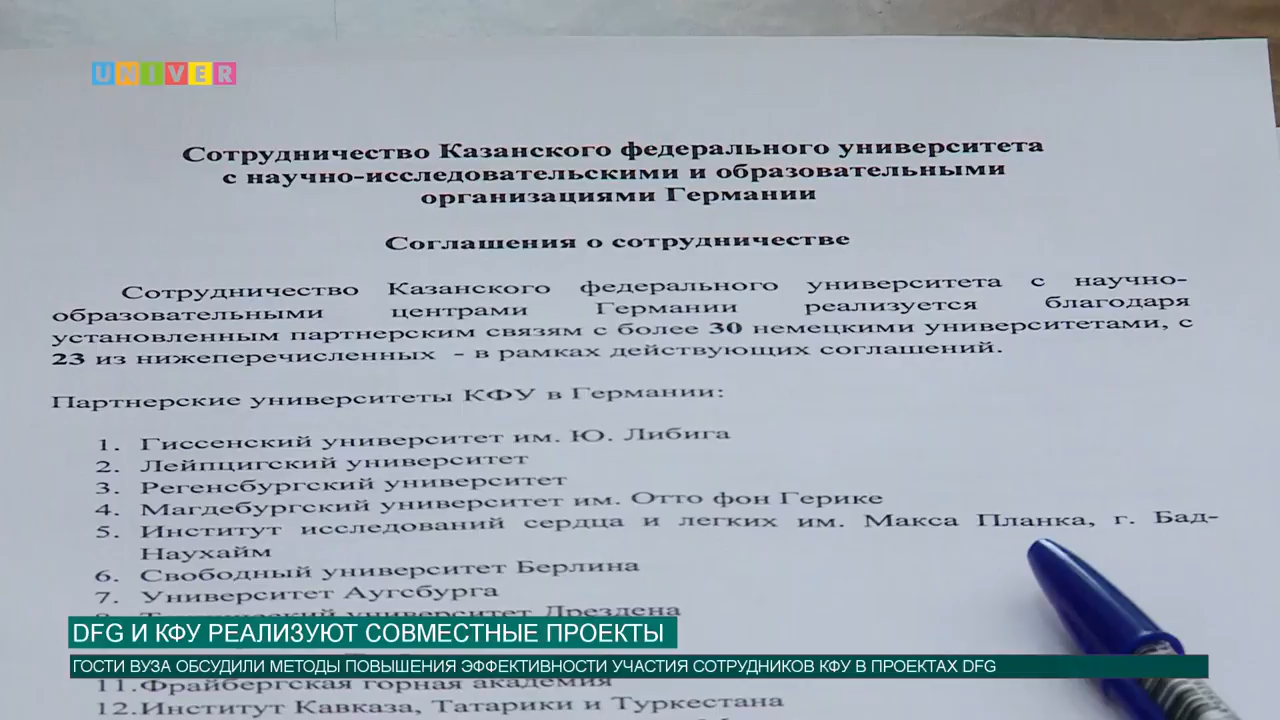 UNIVER
Сотрудничество Казанского федерального университета
с научно-исследовательскими и образовательными
организациями Германии
Соглашения о сотрудничестве
Сотрудничество Казанского федерального университета с научно-
образовательными центрами Германии реализуется благодаря
установленным партнерским связям с более 30 немецкими университетами, с
23 из нижеперечисленных - в рамках действующих соглашений.
Партнерские университеты КФУ в Германии:
1. Гиссенский университет им. Ю. Либига
2. Лейпцигский университет
3. Регенсбургский университет
4. Магдебургский университет им. Отто фон Герике
5. Институт исследований сердца и легких им. Макса Планка, г. Бад-
Наухайм
6. Свободный университет Берлина
7. Университет Аугсбурга
университет Дрездена
DFG И КФУ РЕАЛИЗУЮТ СОВМЕСТНЫЕ ПРОЕКТЫ
ГОСТИ ВУЗА ОБСУДИЛИ МЕТОДЫ ПОВЫШЕНИЯ ЭФФЕКТИВНОСТИ УЧАСТИЯ СОТРУДНИКОВ КФУ В ПРОЕКТАХ DFG
11. Фрайбергская горная академия
12. Институт Кавказа, Татарики и Туркестана